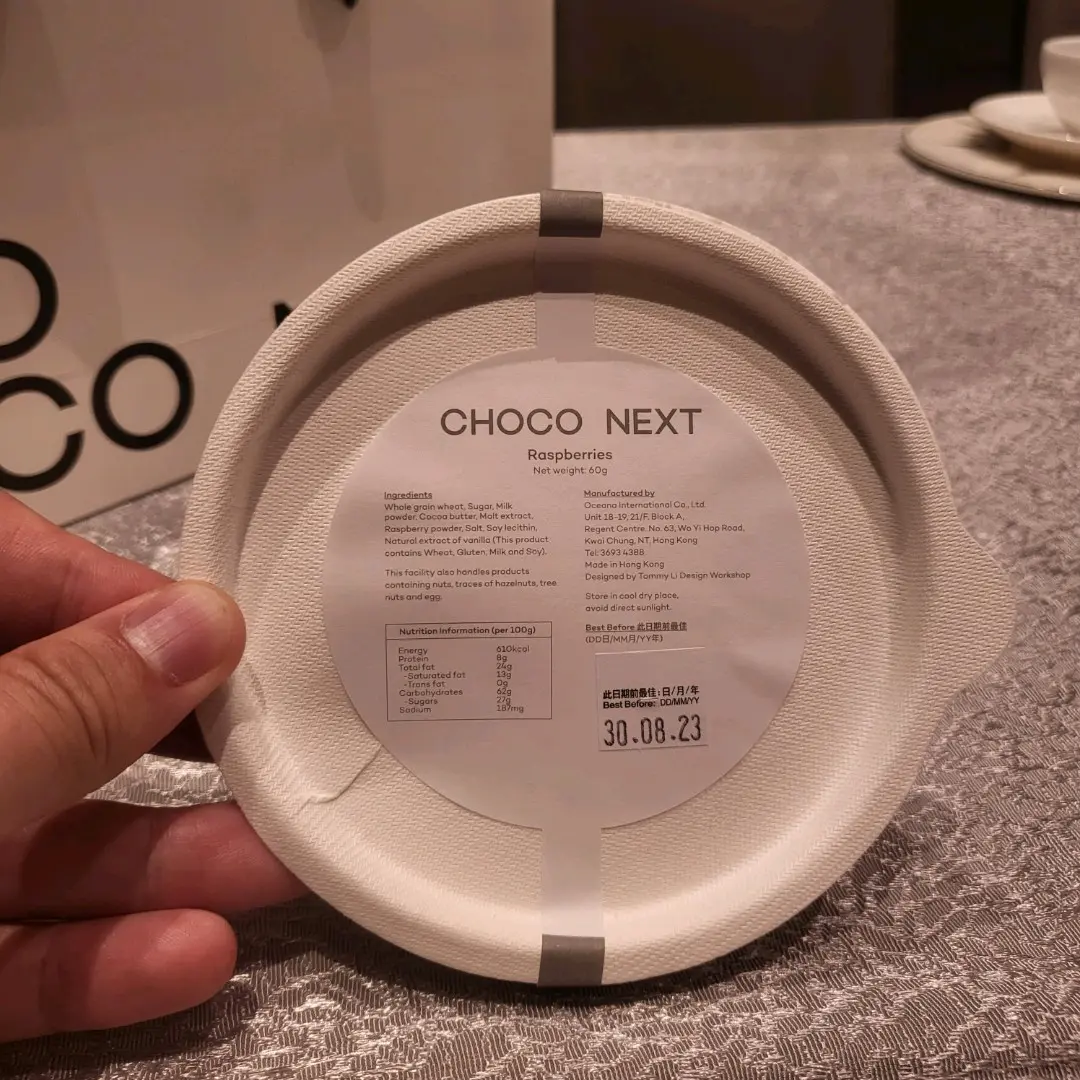 O
CO
CHOCO NEXT
Raspberries
Net weight: 60g
Ingredients
Whole grain wheat, Sugar, Milk
powder, Cocoa butter, Malt extract,
Raspberry powder, Salt, Soy lecithin,
Natural extract of vanilla (This product
contains Wheat, Gluten, Milk and Soy).
This facility also handles products
containing nuts, traces of hazelnuts, tree
nuts and egg.
Nutrition Information (per 100g)
Energy 610kcal
Protein 8g
Total fat 24g
-Saturated fat 13g
-Trans fat 0g
Carbohydrates 62g
-Sugars 27g
Sodium 187mg
Manufactured by
Oceana International Co., Ltd.
Unit 18-19, 21/F, Block A,
Regent Centre, No. 63, Wo Yi Hop Road,
Kwai Chung, NT, Hong Kong
Tel: 3693 4388
Made in Hong Kong
Designed by Tommy Li Design Workshop
Store in cool dry place,
avoid direct sunlight.
Best Before 此日期前最佳
(DD日/MM月/YY年)
此日期前最佳:日/月/年
Best Before: DD/MM/YY
30.08.23